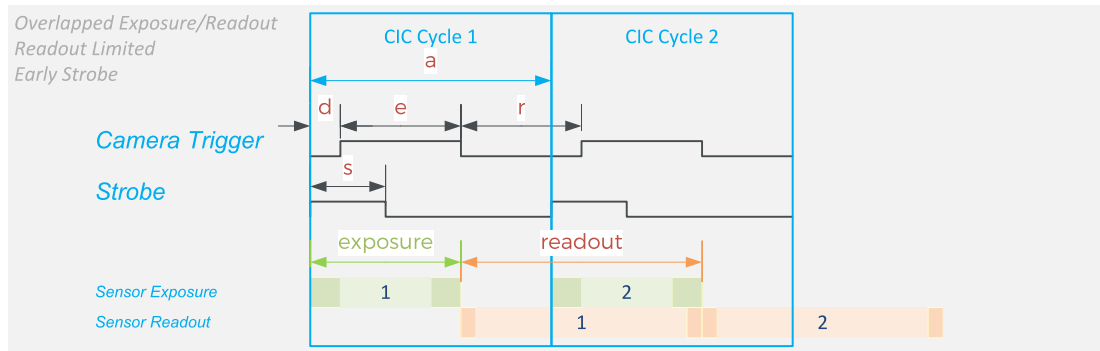 Overlapped Exposure/Readout
Readout Limited
Early Strobe
CIC Cycle 1
CIC Cycle 2
a
d
e
r
Camera Trigger
s
Strobe
exposure
readout
Sensor Exposure
1
2
Sensor Readout
1
2